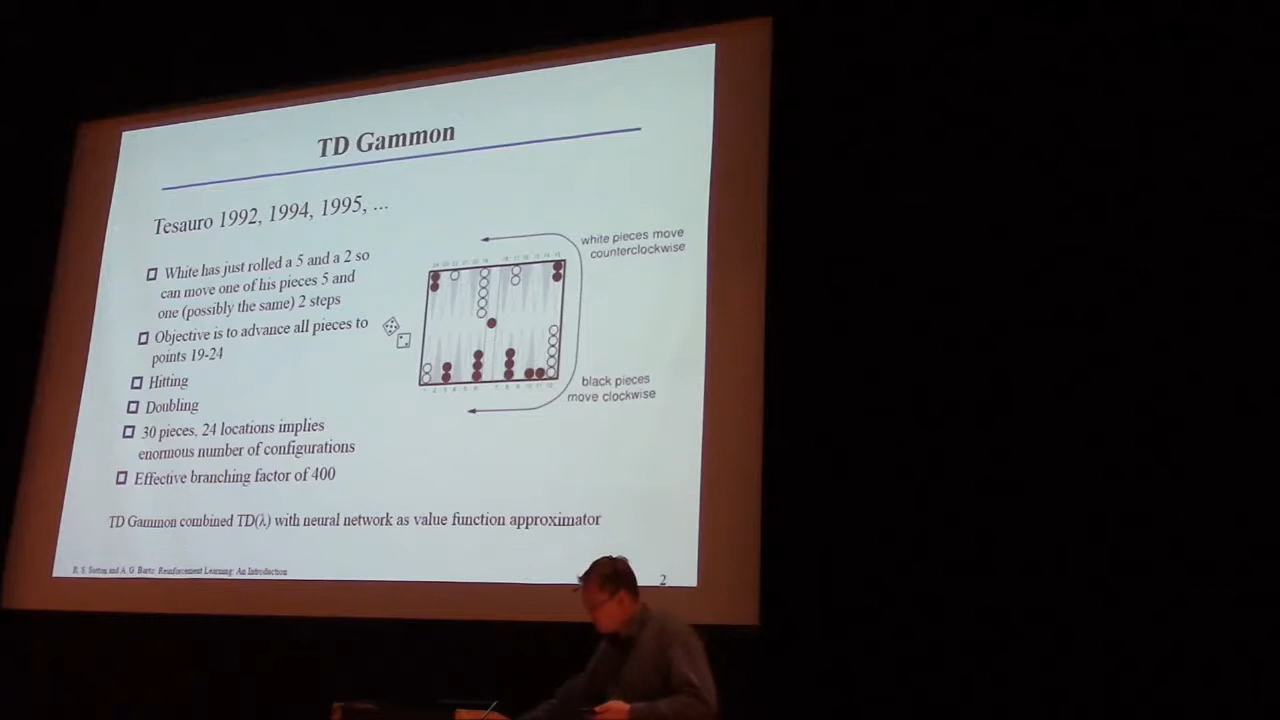 TD Gammon
Tesauro 1992, 1994, 1995, ...
White has just rolled a 5 and a 2 so
can move one of his pieces 5 and
one (possibly the same) 2 steps
Objective is to advance all pieces to
points 19-24
Hitting
Doubling
30 pieces, 24 locations implies
enormous number of configurations
Effective branching factor of 400
white pieces move
counterclockwise
black pieces
move clockwise
TD Gammon combined TD(λ) with neural network as value function approximator
R. S. Sutton and A. G. Barto: Reinforcement Learning: An Introduction
2